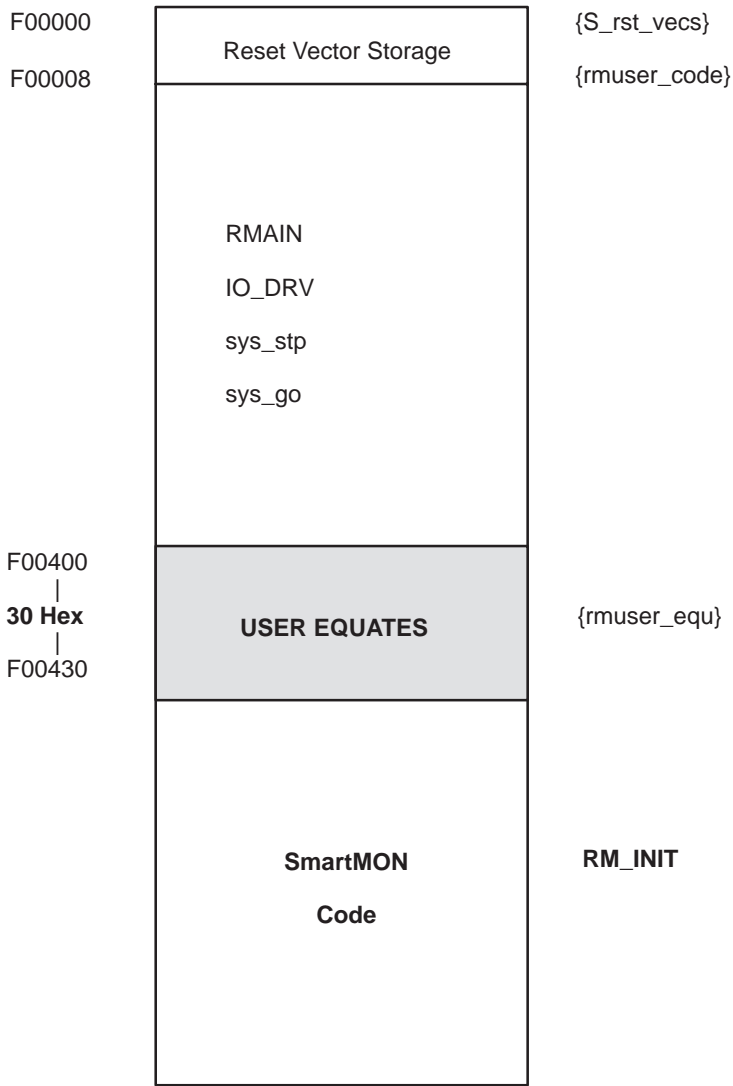 F00000 Reset Vector Storage {S_rst_vecs}
F00008 {rmuser_code}
RMAIN
IO_DRV
sys_stp
sys_go
F00400
|
30 Hex USER EQUATES {rmuser_equ}
|
F00430
SmartMON RM_INIT
Code